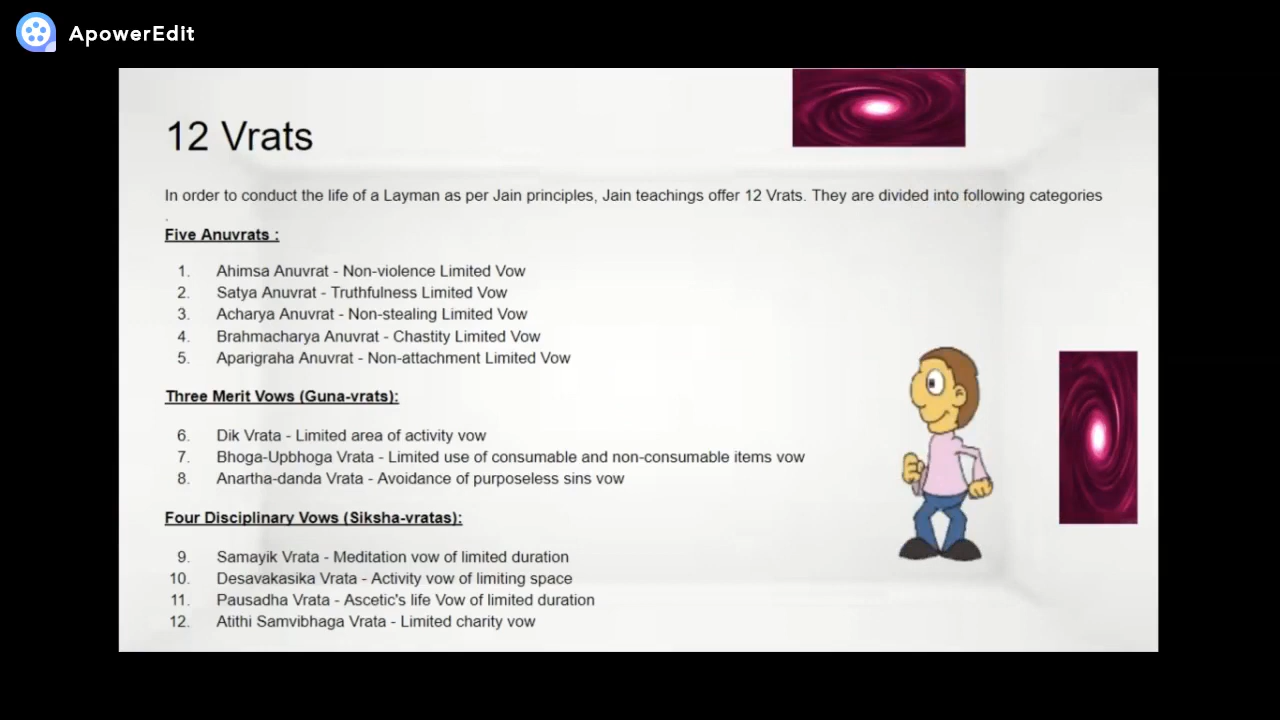 ApowerEdit
12 Vrats
In order to conduct the life of a Layman as per Jain principles, Jain teachings offer 12 Vrats. They are divided into following categories
.
Five Anuvrats :
1. Ahimsa Anuvrat - Non-violence Limited Vow
2. Satya Anuvrat - Truthfulness Limited Vow
3. Acharya Anuvrat - Non-stealing Limited Vow
4. Brahmacharya Anuvrat - Chastity Limited Vow
5. Aparigraha Anuvrat - Non-attachment Limited Vow
Three Merit Vows (Guna-vrats):
6. Dik Vrata - Limited area of activity vow
7. Bhoga-Upbhoga Vrata - Limited use of consumable and non-consumable items vow
8. Anartha-danda Vrata - Avoidance of purposeless sins vow
Four Disciplinary Vows (Siksha-vratas):
9. Samayik Vrata - Meditation vow of limited duration
10. Desavakasika Vrata - Activity vow of limiting space
11. Pausadha Vrata - Ascetic's life Vow of limited duration
12. Atithi Samvibhaga Vrata - Limited charity vow